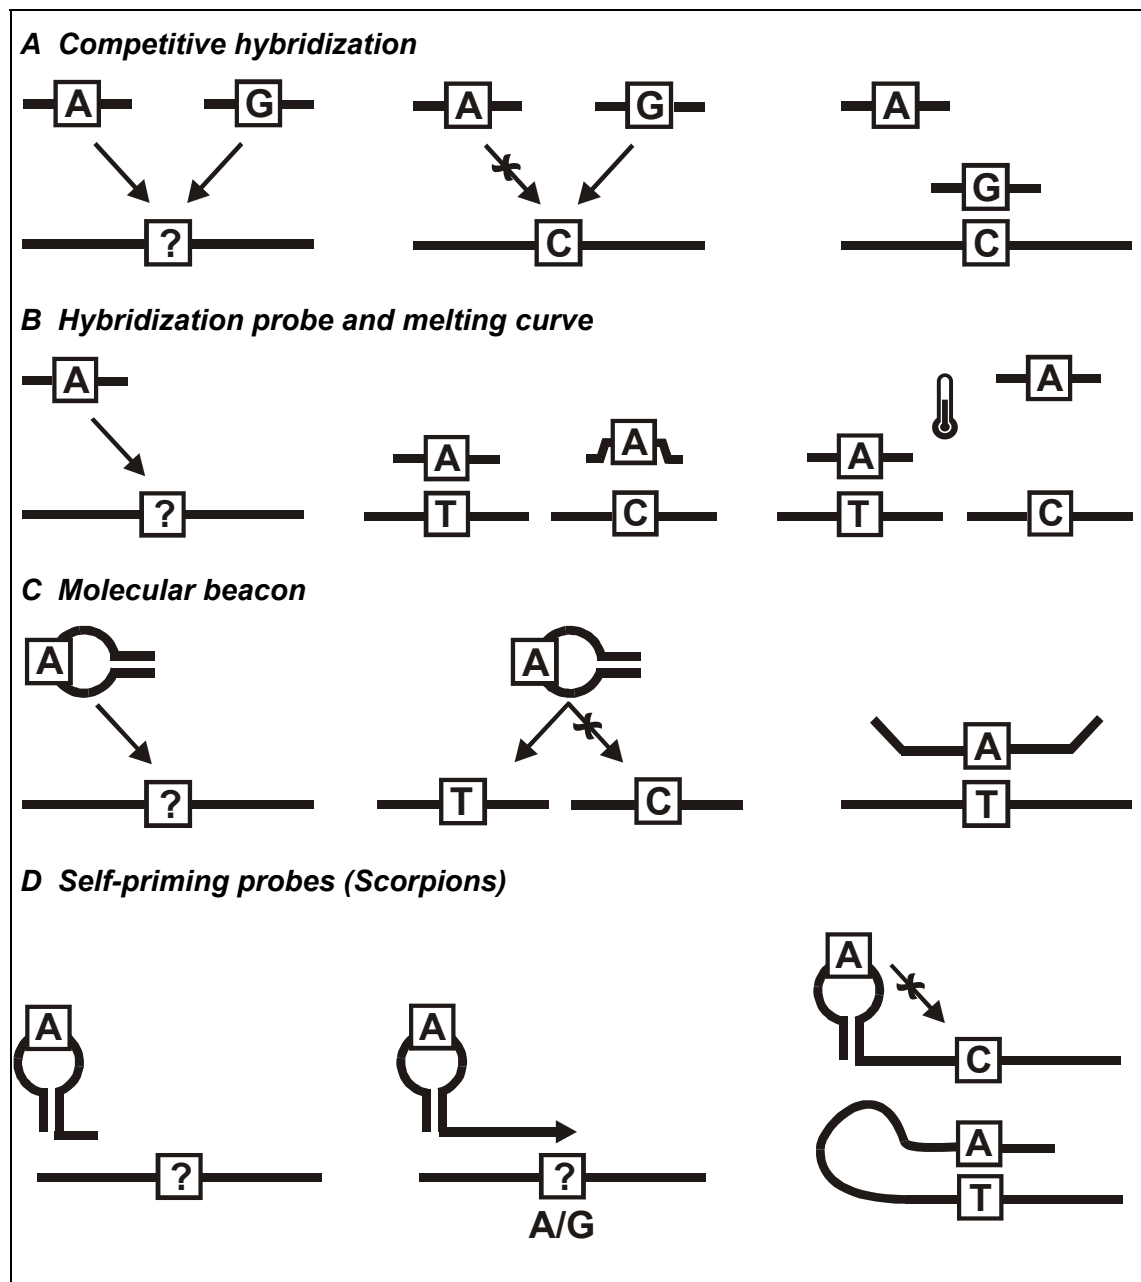 A Competitive hybridization
A G A G A
G
? C C
B Hybridization probe and melting curve
A A
A A A
? T C T C
C Molecular beacon
A A
A
? T C T
D Self-priming probes (Scorpions)
A
A A
C
A
? ? T
A/G